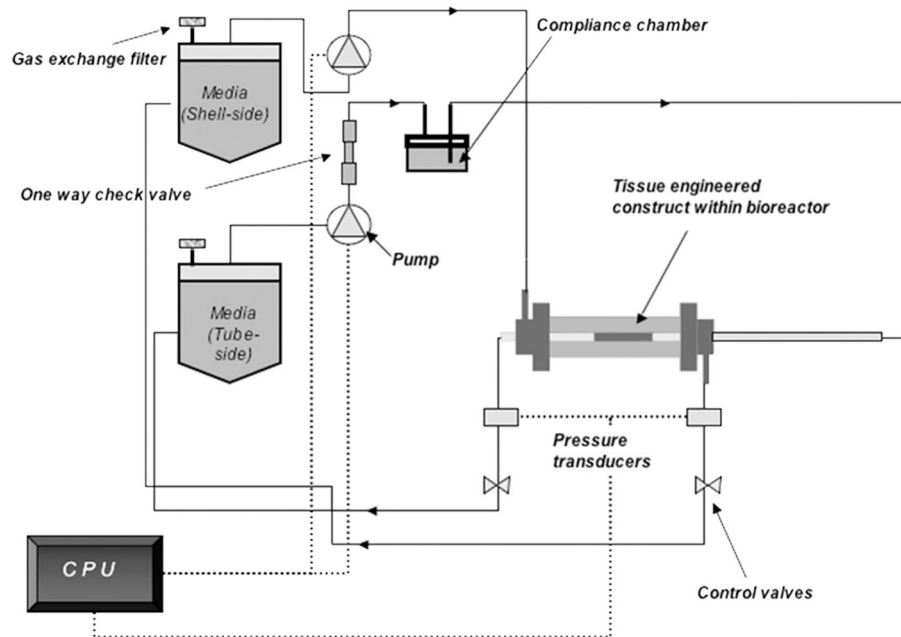 Compliance chamber
Gas exchange filter
Media
(Shell-side)
One way check valve
Tissue engineered
construct within bioreactor
Pump
Media
(Tube-
side)
Pressure
transducers
CPU
Control valves